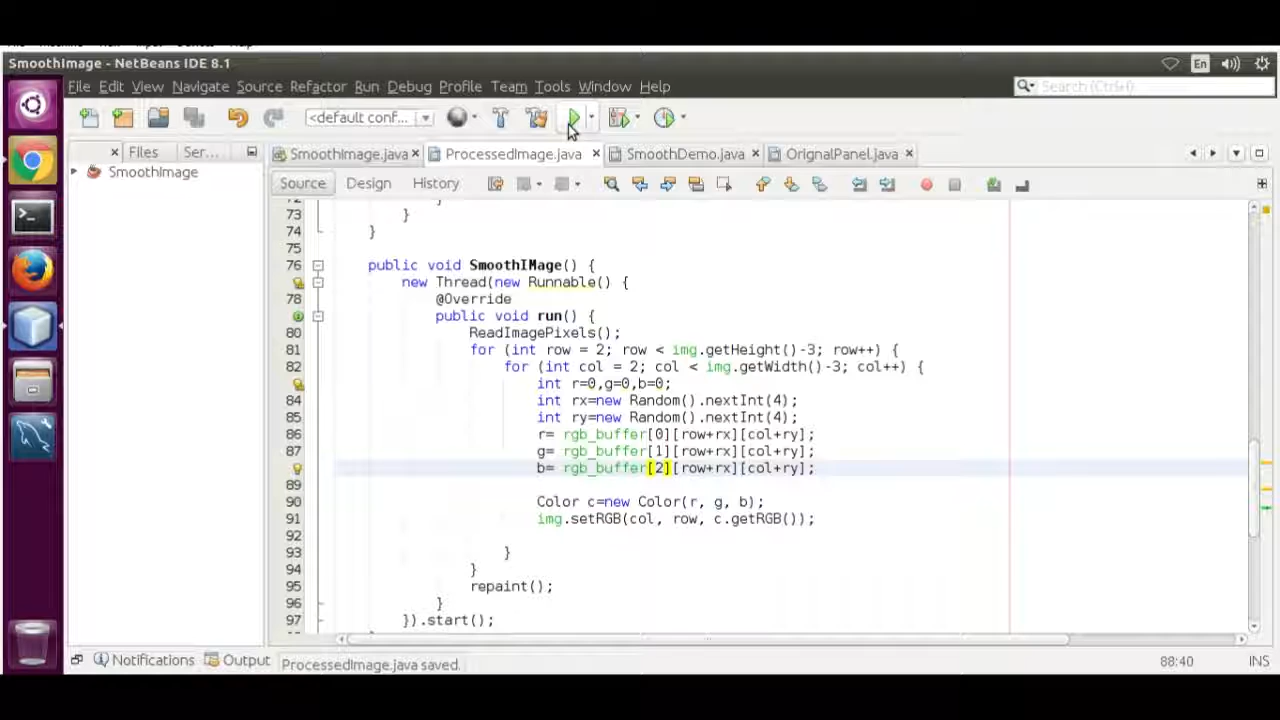 SmoothImage - NetBeans IDE 8.1
En
File Edit View Navigate Source Refactor Run Debug Profile Team Tools Window Help
Search (Ctrl+I)
<default conf...
Files Ser...
SmoothImage.java ProcessedImage.java SmoothDemo.java OrignalPanel.java
SmoothImage
Source Design History
73 }
74 }
75
76 public void SmoothIMage() {
new Thread(new Runnable() {
78 @Override
public void run() {
80 ReadImagePixels();
81 for (int row = 2; row < img.getHeight()-3; row++) {
82 for (int col = 2; col < img.getWidth()-3; col++) {
int r=0,g=0,b=0;
84 int rx=new Random().nextInt(4);
85 int ry=new Random().nextInt(4);
86 r= rgb_buffer[0][row+rx][col+ry];
87 g= rgb_buffer[1][row+rx][col+ry];
b= rgb_buffer[2][row+rx][col+ry];
89
90 Color c=new Color(r, g, b);
91 img.setRGB(col, row, c.getRGB());
92
93 }
94 }
95 repaint();
96 }
97 }).start();
Notifications Output ProcessedImage.java saved. 88:40 INS